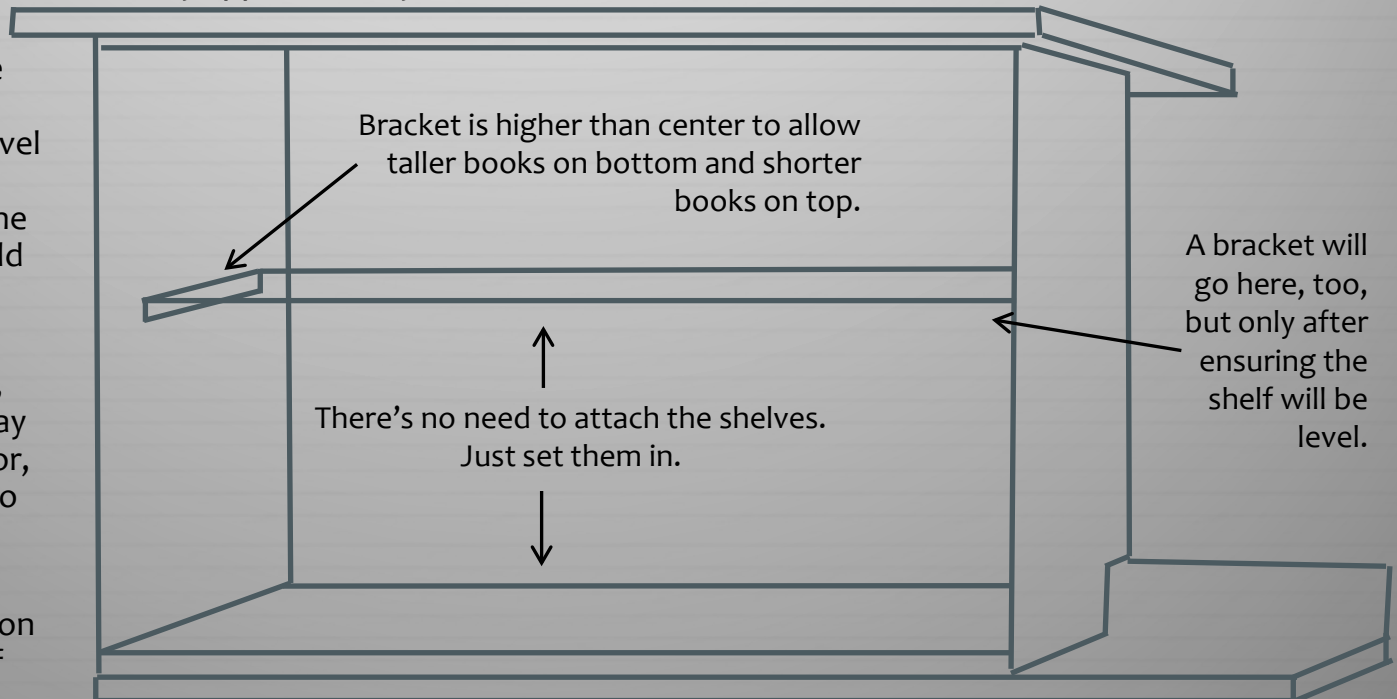 Bracket is higher than center to allow
taller books on bottom and shorter
books on top.
A bracket will
go here, too,
but only after
ensuring the
shelf will be
level.
There's no need to attach the shelves.
Just set them in.